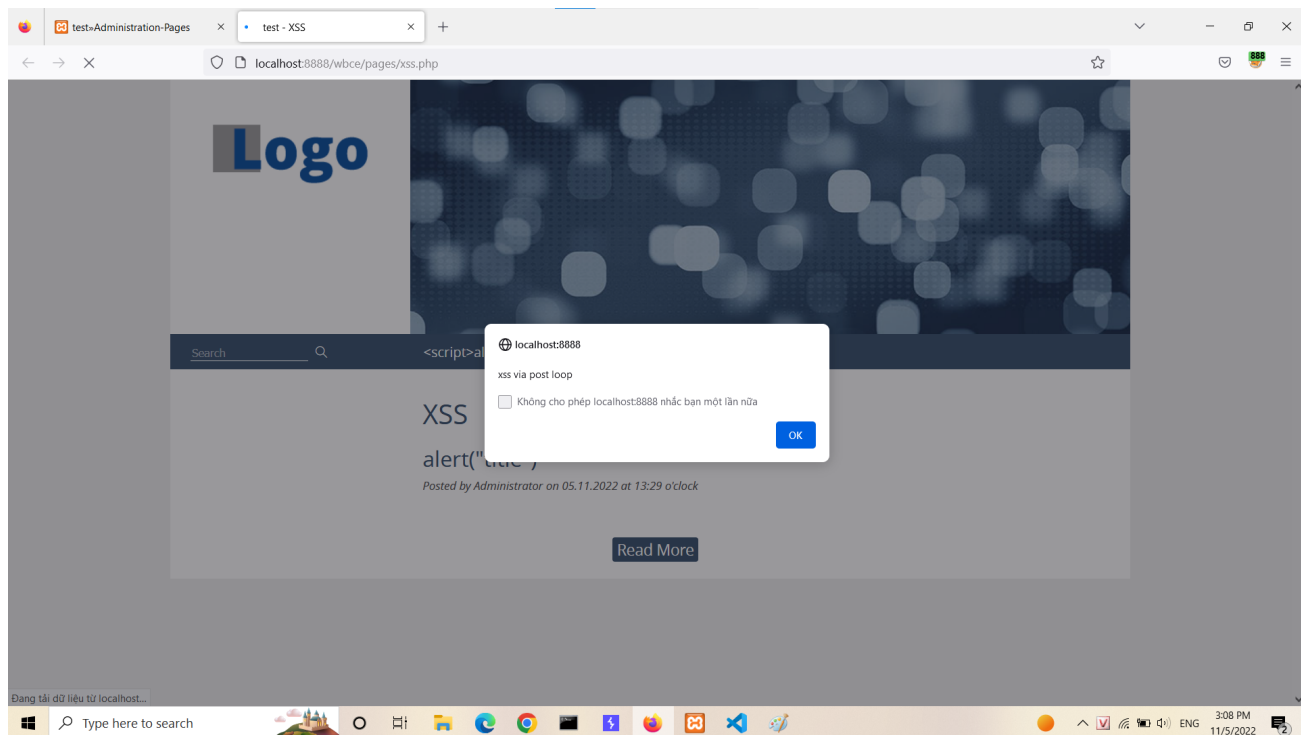 test»Administration-Pages
test - XSS
localhost:8888/wbce/pages/xss.php
888
Logo
Search
<script>al
localhost:8888
xss via post loop
Không cho phép localhost:8888 nhắc bạn một lần nữa
OK
XSS
alert("title")
Posted by Administrator on 05.11.2022 at 13:29 o'clock
Read More
Đang tải dữ liệu từ localhost...
Type here to search
V
ENG
3:08 PM
11/5/2022
2